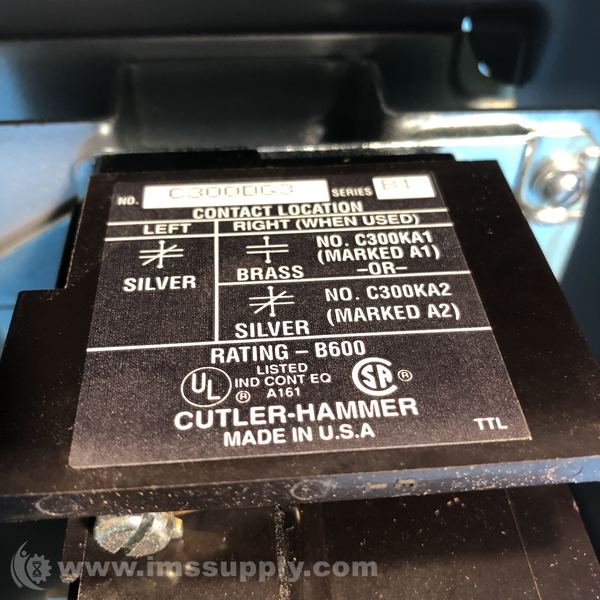 NO. C300DG3 SERIES B1
CONTACT LOCATION
LEFT RIGHT (WHEN USED)
SILVER
BRASS
NO. C300KA1
(MARKED A1)
-OR-
SILVER
NO. C300KA2
(MARKED A2)
RATING - B600
UL ® LISTED
IND CONT EQ
A161
SA ®
CUTLER-HAMMER
MADE IN U.S.A
TTL
www.imssupply.com